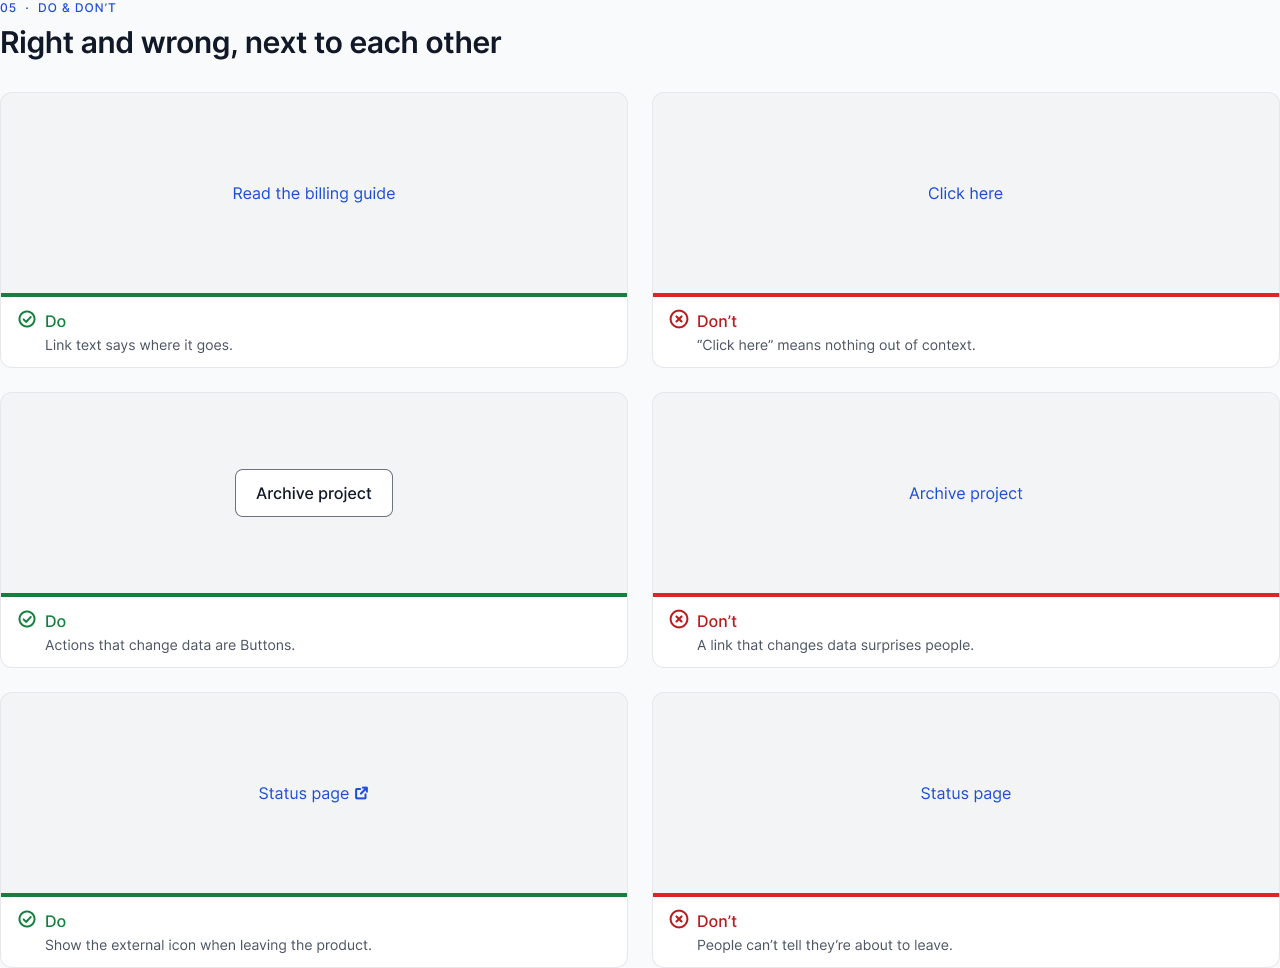 05 · DO & DON’T
Right and wrong, next to each other
Read the billing guide
Do
Link text says where it goes.
Click here
Don’t
“Click here” means nothing out of context.
Archive project
Do
Actions that change data are Buttons.
Archive project
Don’t
A link that changes data surprises people.
Status page
Do
Show the external icon when leaving the product.
Status page
Don’t
People can’t tell they’re about to leave.